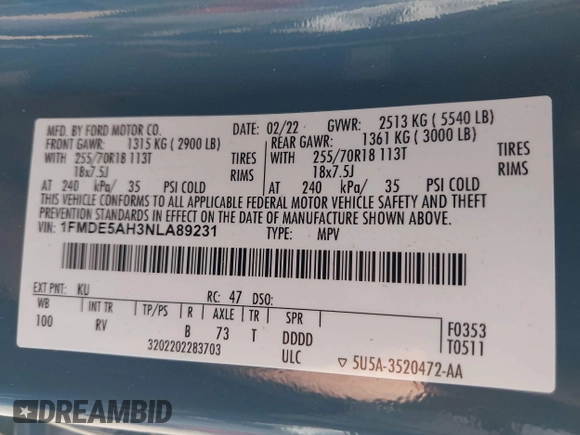 MFD. BY FORD MOTOR CO. DATE: 02/22 GVWR: 2513 KG ( 5540 LB)
FRONT GAWR: 1315 KG ( 2900 LB) REAR GAWR: 1361 KG ( 3000 LB)
WITH 255/70R18 113T TIRES WITH 255/70R18 113T TIRES
18x7.5J RIMS 18x7.5J RIMS
AT 240 kPa/ 35 PSI COLD AT 240 kPa/ 35 PSI COLD
THIS VEHICLE CONFORMS TO ALL APPLICABLE FEDERAL MOTOR VEHICLE SAFETY AND THEFT
PREVENTION STANDARDS IN EFFECT ON THE DATE OF MANUFACTURE SHOWN ABOVE.
VIN: 1FMDE5AH3NLA89231 TYPE: MPV
EXT PNT: KU RC: 47 DSO:
WB INT TR TP/PS R AXLE TR SPR
100 RV B 73 T DDDD F0353
ULC T0511
3202202283703 ▽ 5U5A-3520472-AA
DREAMBID